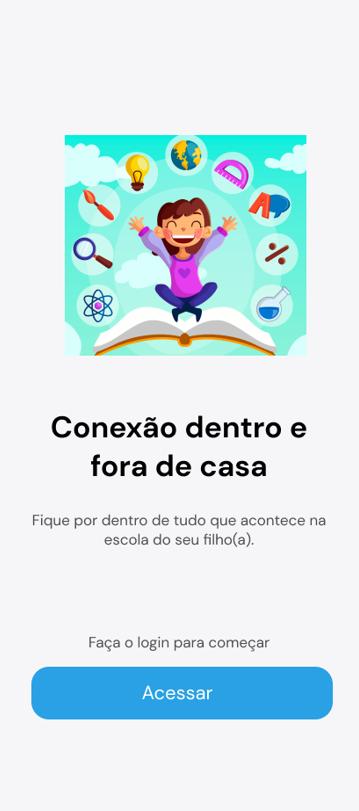 Conexão dentro e
fora de casa
Fique por dentro de tudo que acontece na
escola do seu filho(a).
Faça o login para começar
Acessar